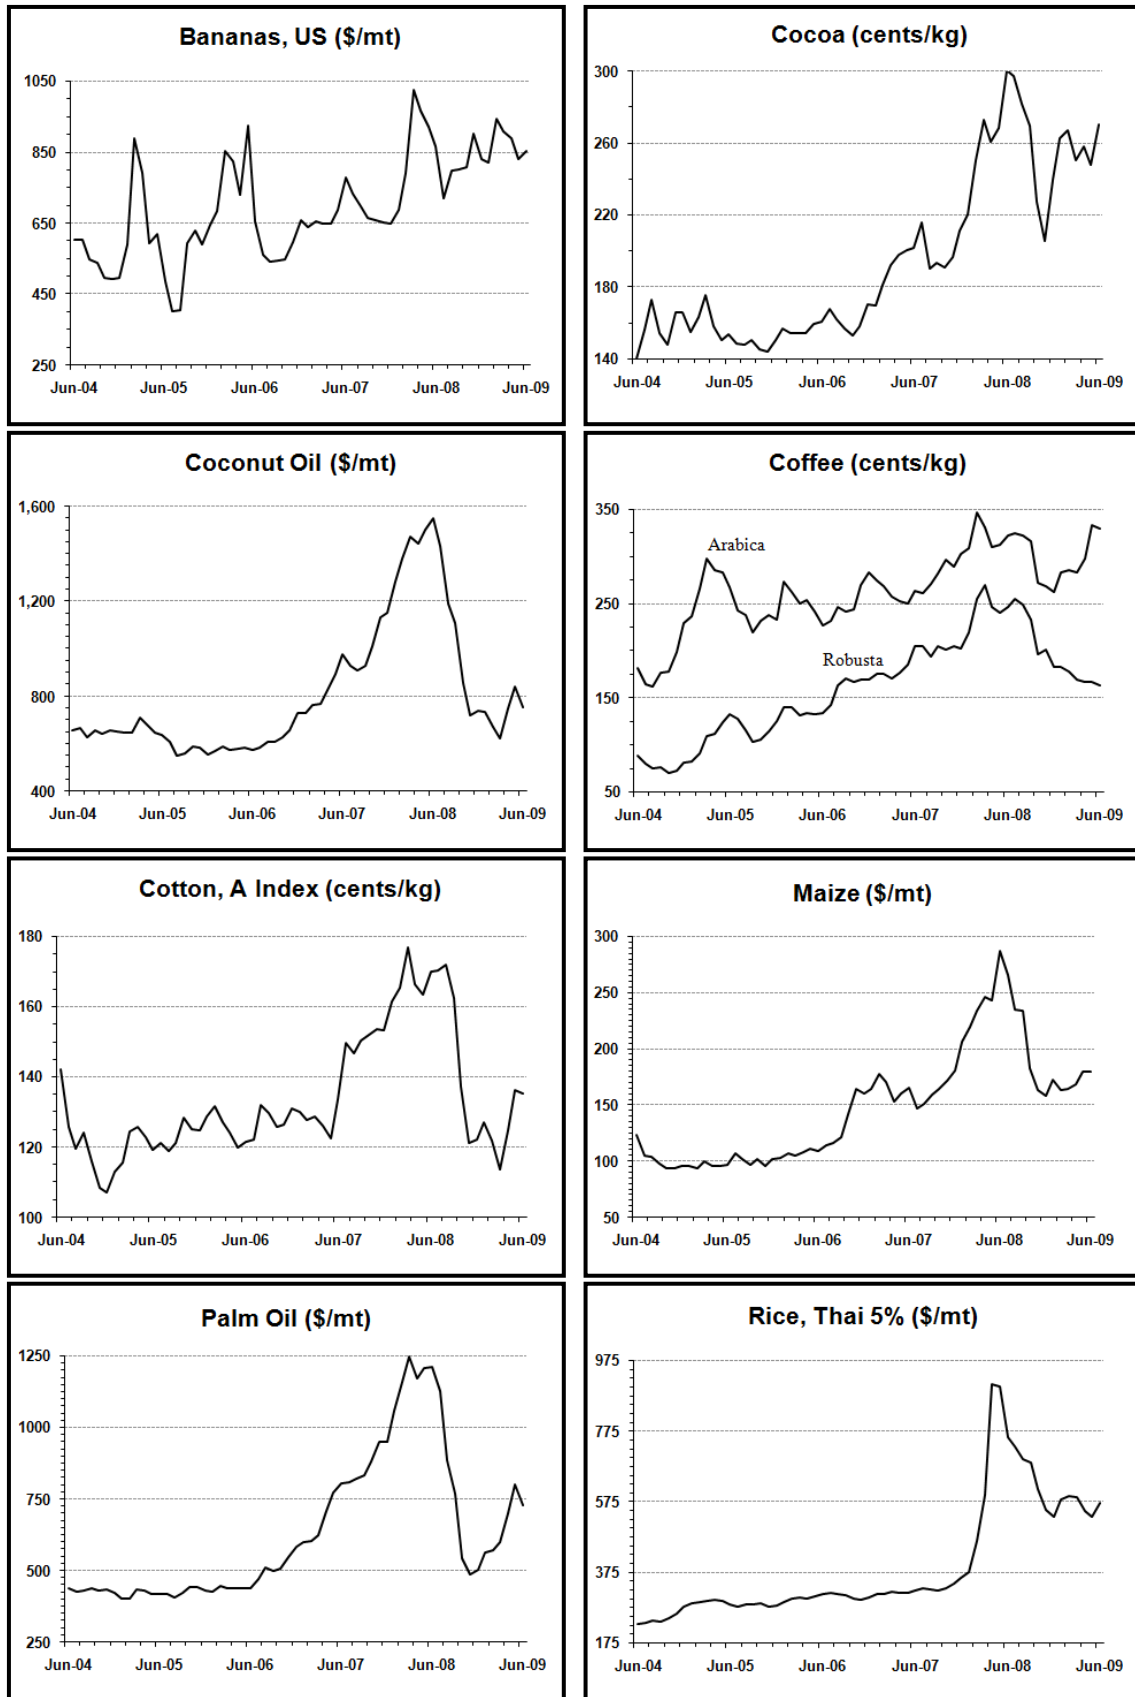 Bananas, US ($/mt)
1050
850
650
450
250
Jun-04 Jun-05 Jun-06 Jun-07 Jun-08 Jun-09
Cocoa (cents/kg)
300
260
220
180
140
Jun-04 Jun-05 Jun-06 Jun-07 Jun-08 Jun-09
Coconut Oil ($/mt)
1,600
1,200
800
400
Jun-04 Jun-05 Jun-06 Jun-07 Jun-08 Jun-09
Coffee (cents/kg)
350
Arabica
250
Robusta
150
50
Jun-04 Jun-05 Jun-06 Jun-07 Jun-08 Jun-09
Cotton, A Index (cents/kg)
180
160
140
120
100
Jun-04 Jun-05 Jun-06 Jun-07 Jun-08 Jun-09
Maize ($/mt)
300
250
200
150
100
50
Jun-04 Jun-05 Jun-06 Jun-07 Jun-08 Jun-09
Palm Oil ($/mt)
1250
1000
750
500
250
Jun-04 Jun-05 Jun-06 Jun-07 Jun-08 Jun-09
Rice, Thai 5% ($/mt)
975
775
575
375
175
Jun-04 Jun-05 Jun-06 Jun-07 Jun-08 Jun-09